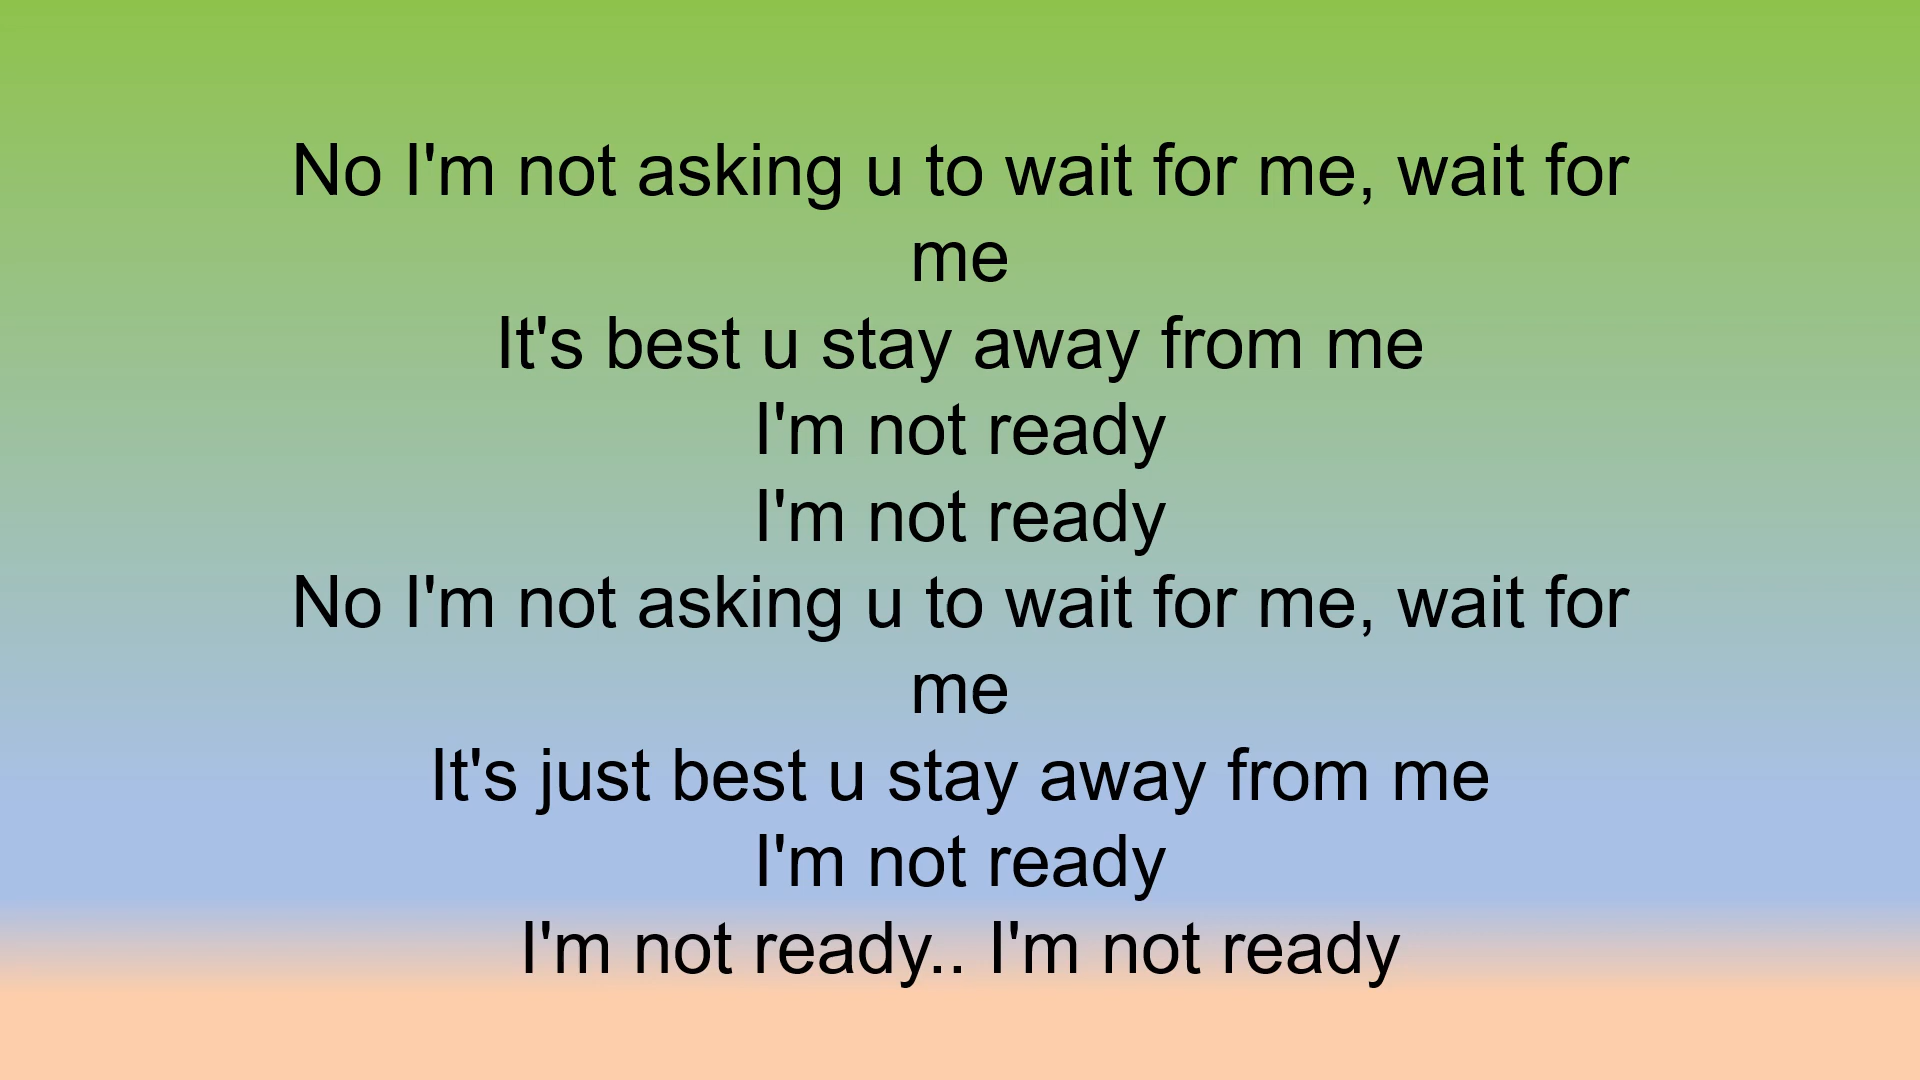 No I'm not asking u to wait for me, wait for
me
It's best u stay away from me
I'm not ready
I'm not ready
No I'm not asking u to wait for me, wait for
me
It's just best u stay away from me
I'm not ready
I'm not ready.. I'm not ready